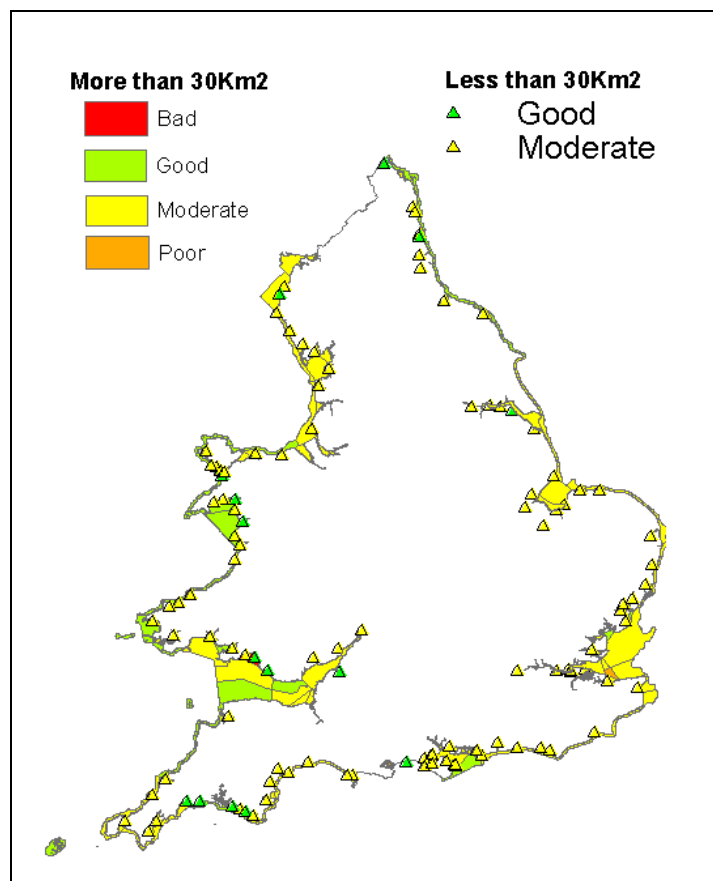 More than 30Km2
Bad
Good
Moderate
Poor
Less than 30Km2
Good
Moderate